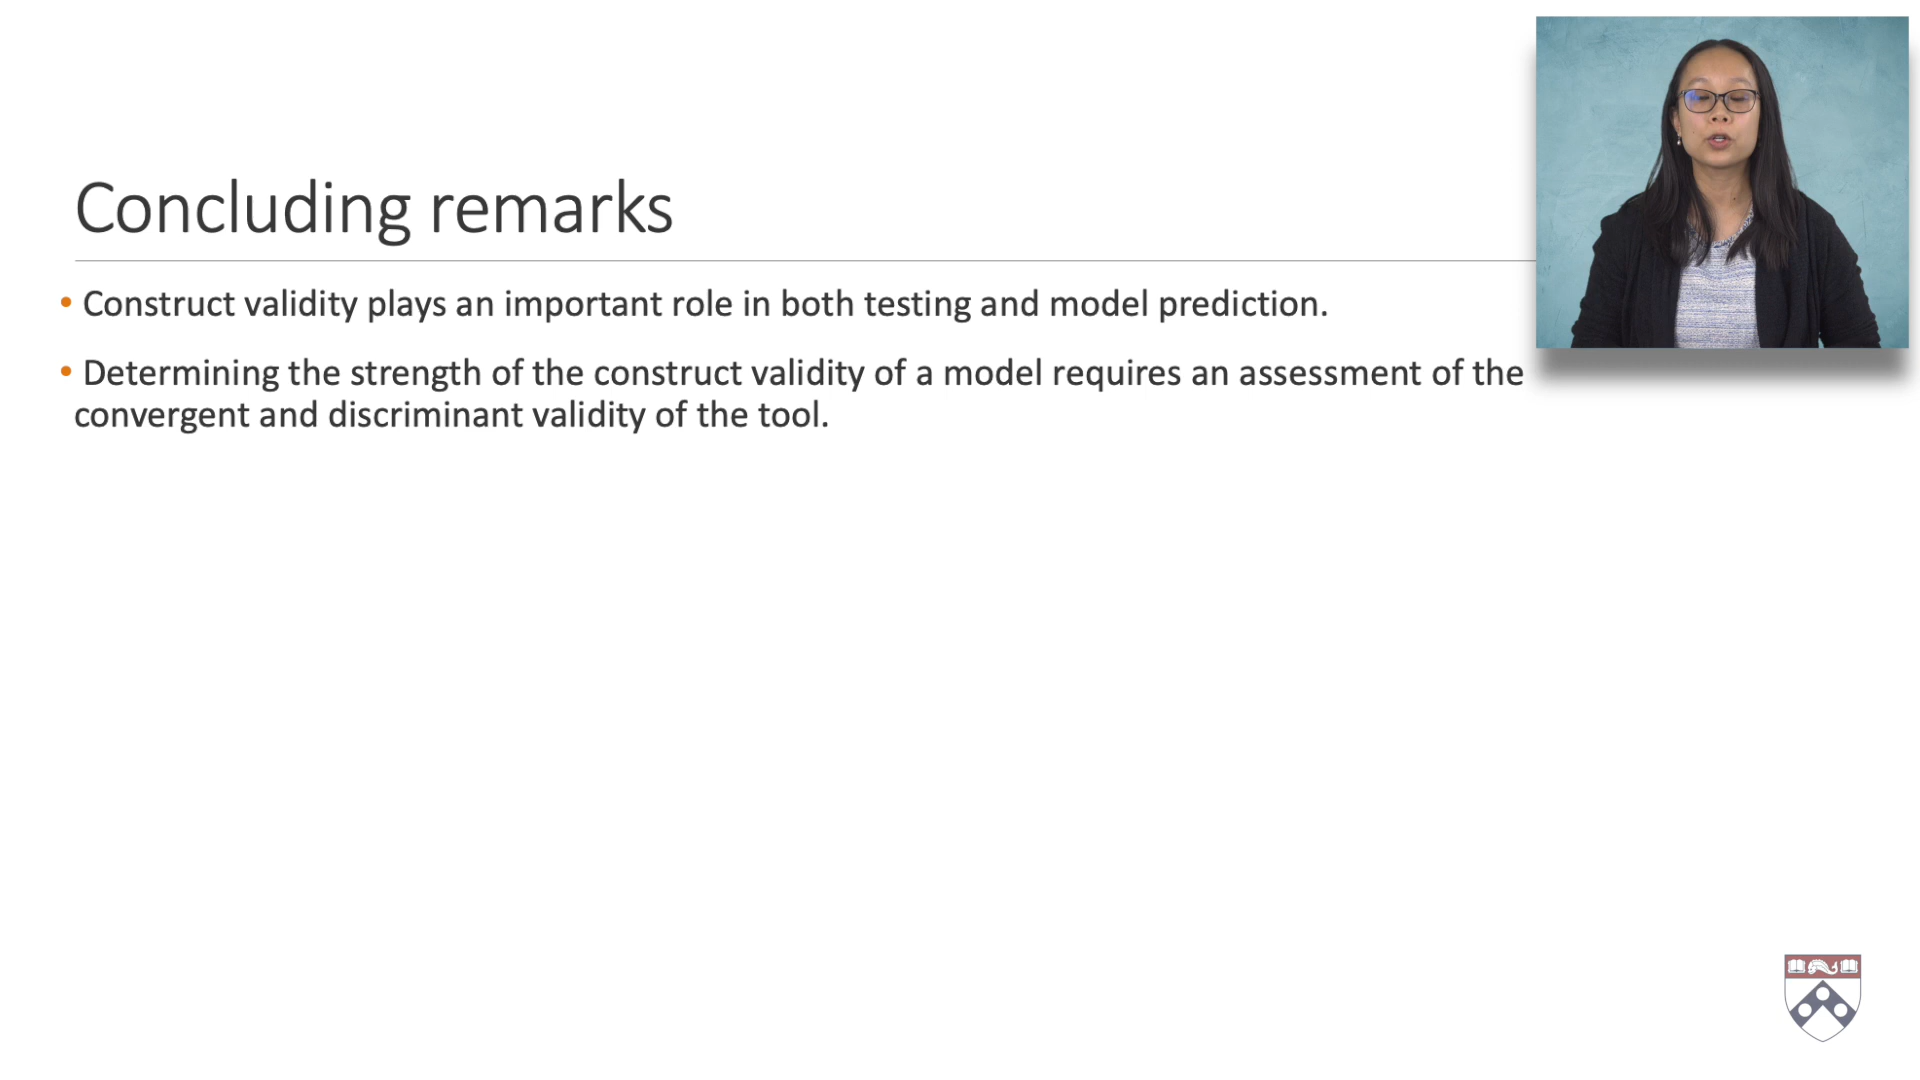 Concluding remarks
• Construct validity plays an important role in both testing and model prediction.
• Determining the strength of the construct validity of a model requires an assessment of the
convergent and discriminant validity of the tool.